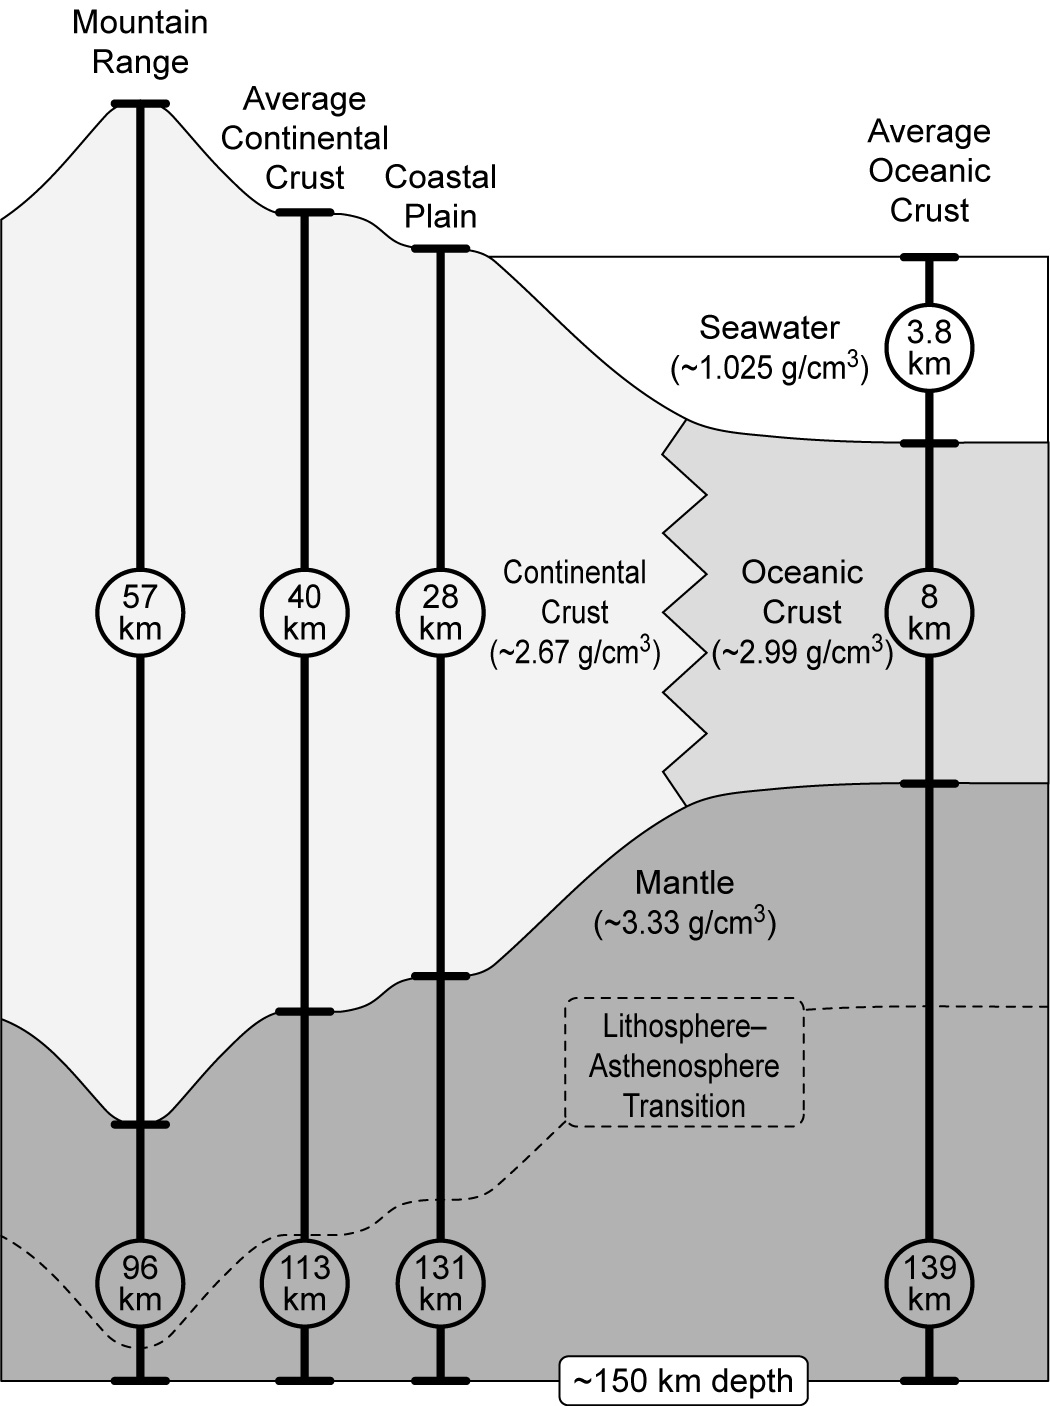 Mountain
Range
Average
Continental
Crust
Coastal
Plain
Average
Oceanic
Crust
Seawater
(~1.025 g/cm³)
3.8
km
57
km
40
km
28
km
Continental
Crust
(~2.67 g/cm³)
Oceanic
Crust
(~2.99 g/cm³)
8
km
Mantle
(~3.33 g/cm³)
Lithosphere–
Asthenosphere
Transition
96
km
113
km
131
km
139
km
~150 km depth